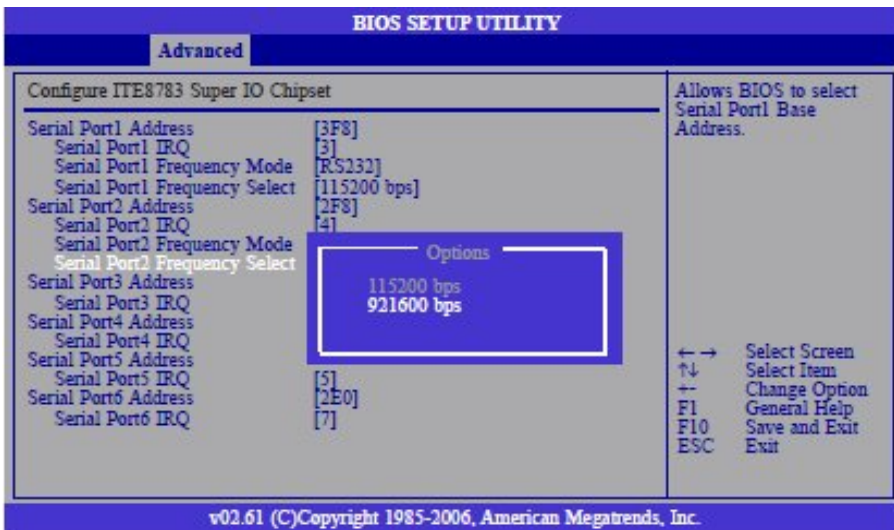 BIOS SETUP UTILITY
Advanced
Configure ITE8783 Super IO Chipset
Serial Port1 Address [3F8]
Serial Port1 IRQ [3]
Serial Port1 Frequency Mode [RS232]
Serial Port1 Frequency Select [115200 bps]
Serial Port2 Address [2F8]
Serial Port2 IRQ [4]
Serial Port2 Frequency Mode
Serial Port2 Frequency Select
Serial Port3 Address
Serial Port3 IRQ
Serial Port4 Address
Serial Port4 IRQ
Serial Port5 Address
Serial Port5 IRQ [5]
Serial Port6 Address [2E0]
Serial Port6 IRQ [7]
Options
115200 bps
921600 bps
Allows BIOS to select
Serial Port1 Base
Address.
←→ Select Screen
↑↓ Select Item
+- Change Option
F1 General Help
F10 Save and Exit
ESC Exit
v02.61 (C)Copyright 1985-2006, American Megatrends, Inc.